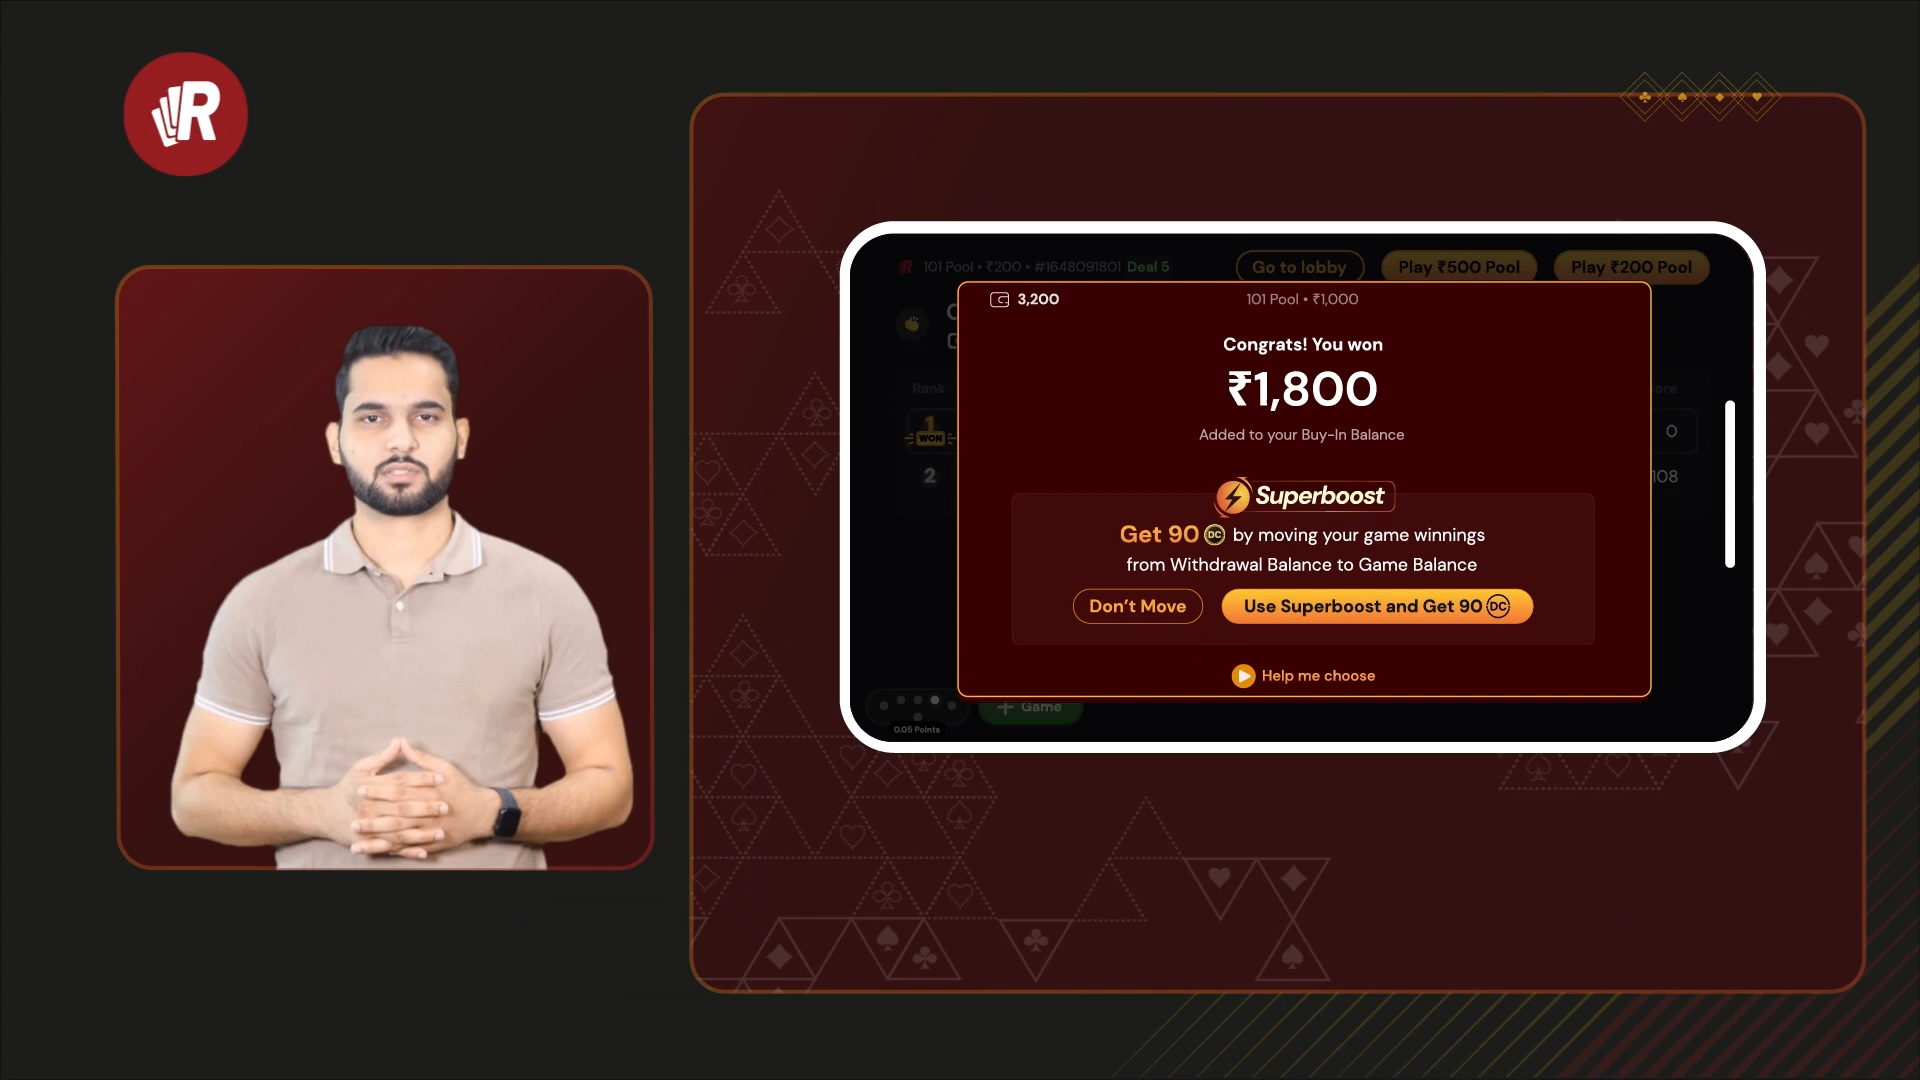 R
101 Pool • ₹200 • #1648091801 Deal 5
Go to lobby
Play ₹500 Pool
Play ₹200 Pool
3,200
101 Pool • ₹1,000
Congrats! You won
₹1,800
Added to your Buy-In Balance
Rank
1
WON
0
2
108
Superboost
Get 90 DC by moving your game winnings
from Withdrawal Balance to Game Balance
Don't Move
Use Superboost and Get 90 DC
Help me choose
+ Game
0.05 Points